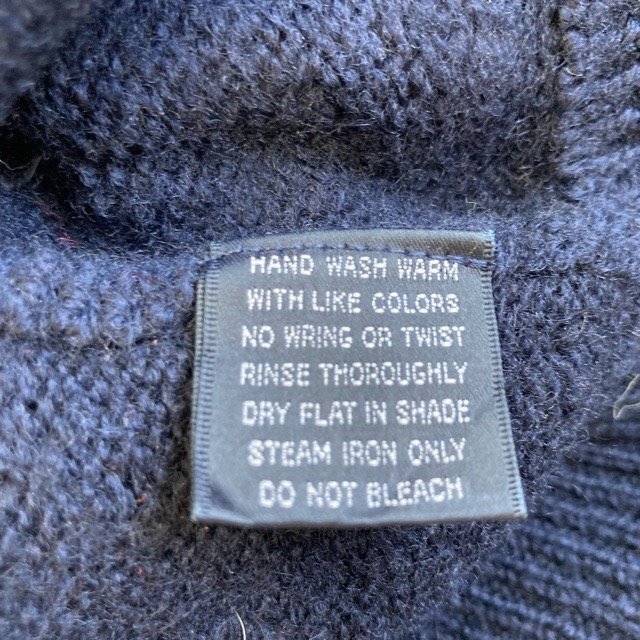 HAND WASH WARM
WITH LIKE COLORS
NO WRING OR TWIST
RINSE THOROUGHLY
DRY FLAT IN SHADE
STEAM IRON ONLY
DO NOT BLEACH